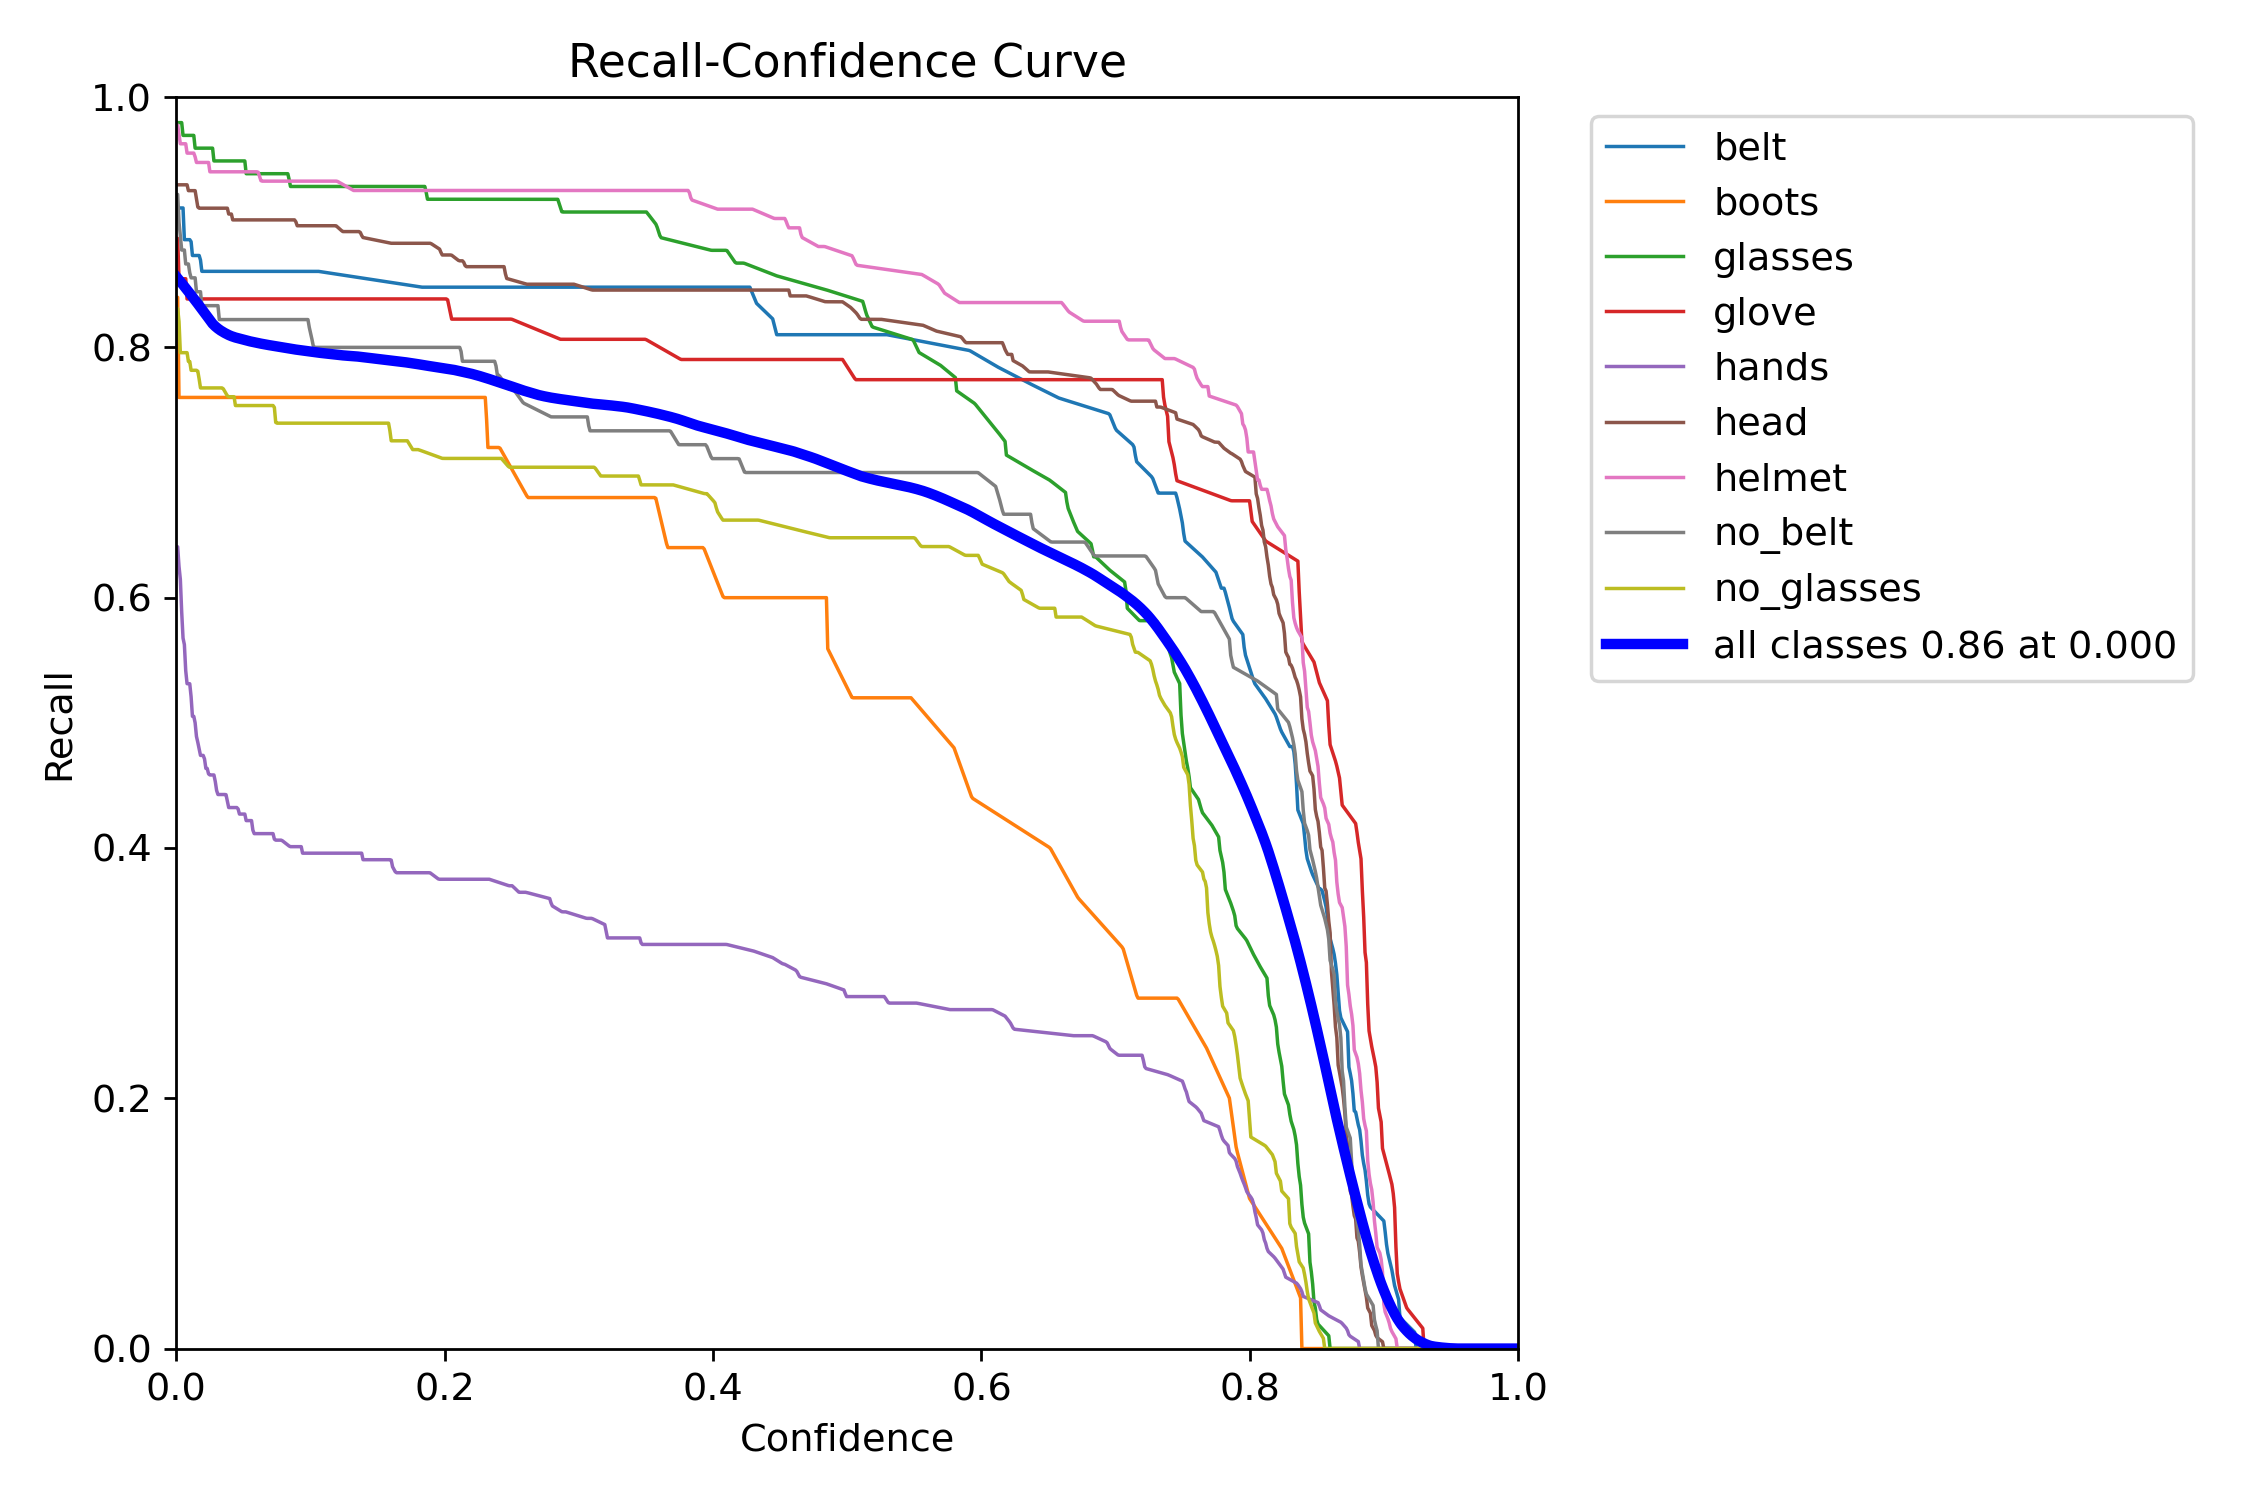 Recall-Confidence Curve
1.0
0.8
0.6
0.4
0.2
0.0
Recall
0.0 0.2 0.4 0.6 0.8 1.0
Confidence
belt
boots
glasses
glove
hands
head
helmet
no_belt
no_glasses
all classes 0.86 at 0.000